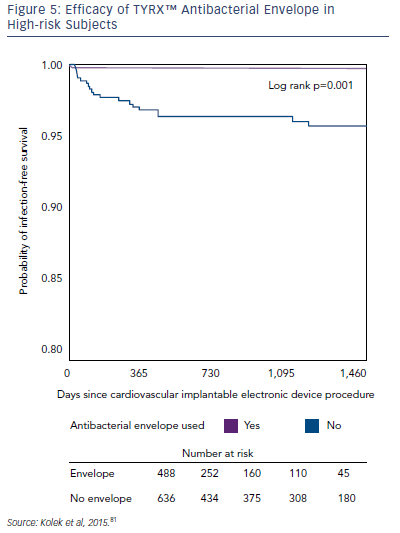 Figure 5: Efficacy of TYRX™ Antibacterial Envelope in
High-risk Subjects
1.00
Log rank p=0.001
0.95
0.90
0.85
0.80
Probability of infection-free survival
0 365 730 1,095 1,460
Days since cardiovascular implantable electronic device procedure
Antibacterial envelope used Yes No
Number at risk
Envelope 488 252 160 110 45
No envelope 636 434 375 308 180
Source: Kolek et al, 2015.81